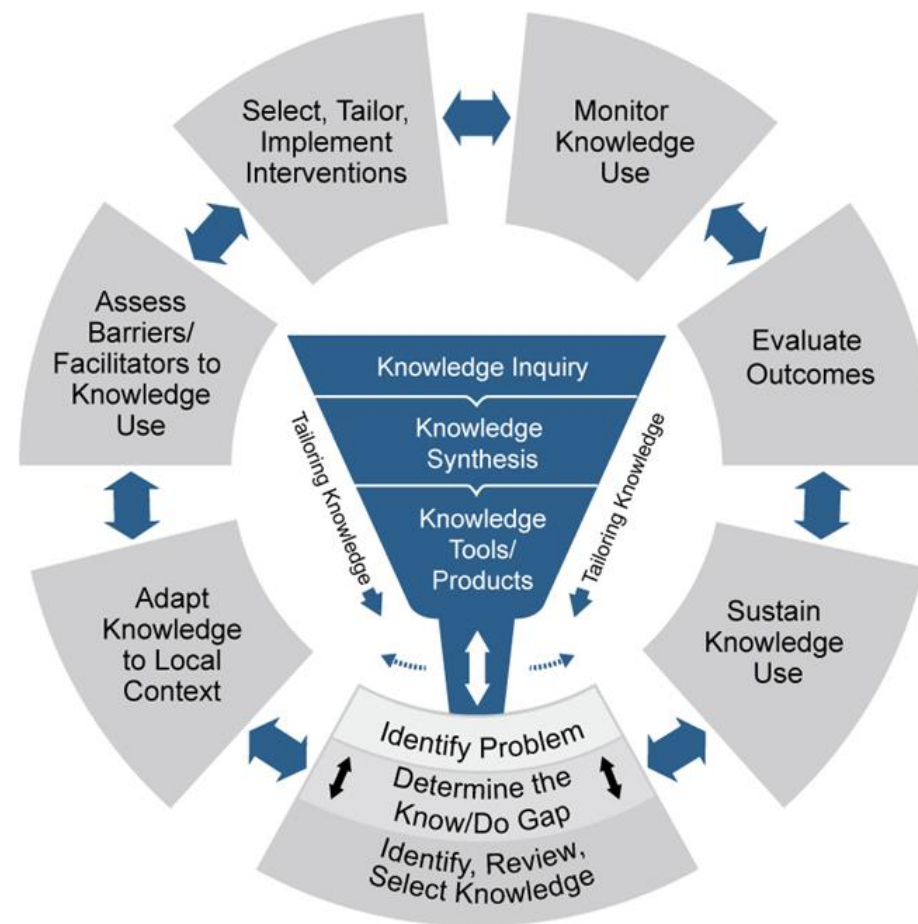 Select, Tailor,
Implement
Interventions
Monitor
Knowledge
Use
Assess
Barriers/
Facilitators to
Knowledge
Use
Evaluate
Outcomes
Knowledge Inquiry
Knowledge
Synthesis
Knowledge
Tools/
Products
Tailoring Knowledge
Tailoring Knowledge
Adapt
Knowledge
to Local
Context
Sustain
Knowledge
Use
Identify Problem
Determine the
Know/Do Gap
Identify, Review,
Select Knowledge